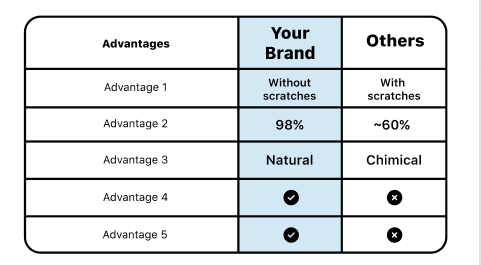 Advantages
Your
Brand
Others
Advantage 1
Without
scratches
With
scratches
Advantage 2
98%
~60%
Advantage 3
Natural
Chimical
Advantage 4
Advantage 5